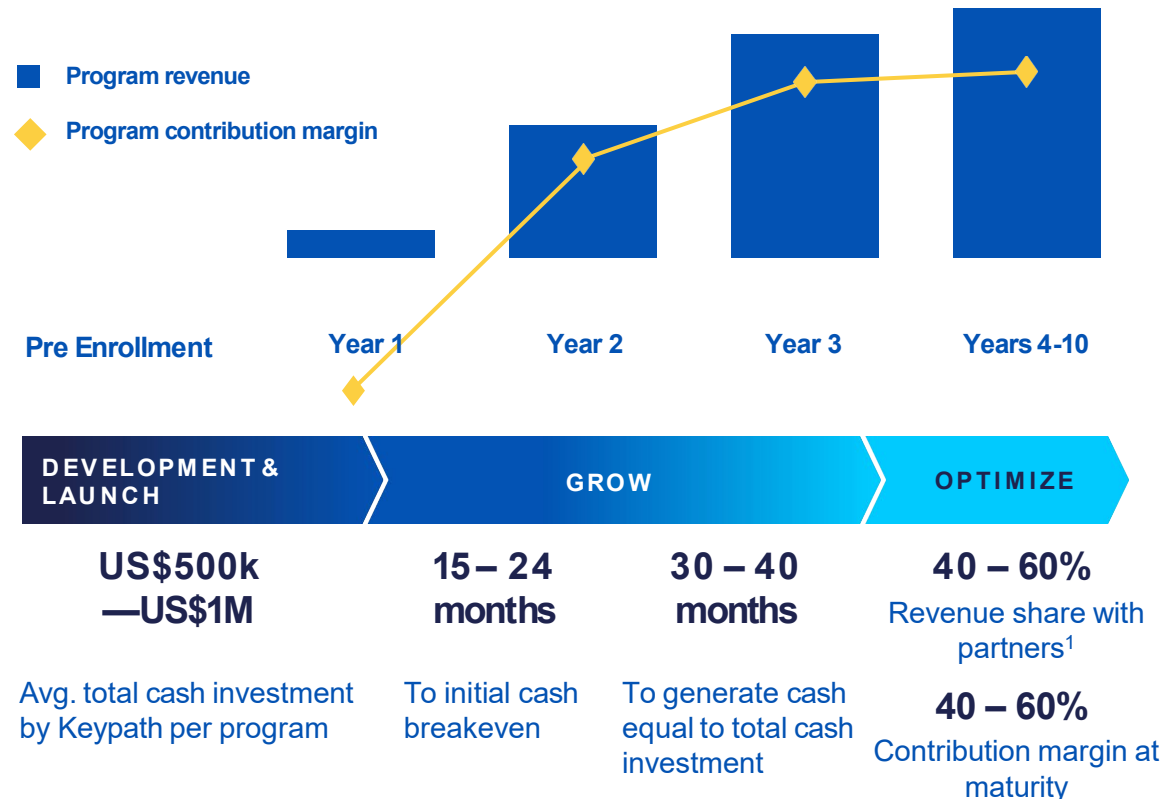 Program revenue
Program contribution margin
Pre Enrollment
Year 1
Year 2
Year 3
Years 4-10
DEVELOPMENT &
LAUNCH
GROW
OPTIMIZE
US$500k
—US$1M
Avg. total cash investment
by Keypath per program
15 – 24
months
To initial cash
breakeven
30 – 40
months
To generate cash
equal to total cash
investment
40 – 60%
Revenue share with
partners¹
40 – 60%
Contribution margin at
maturity